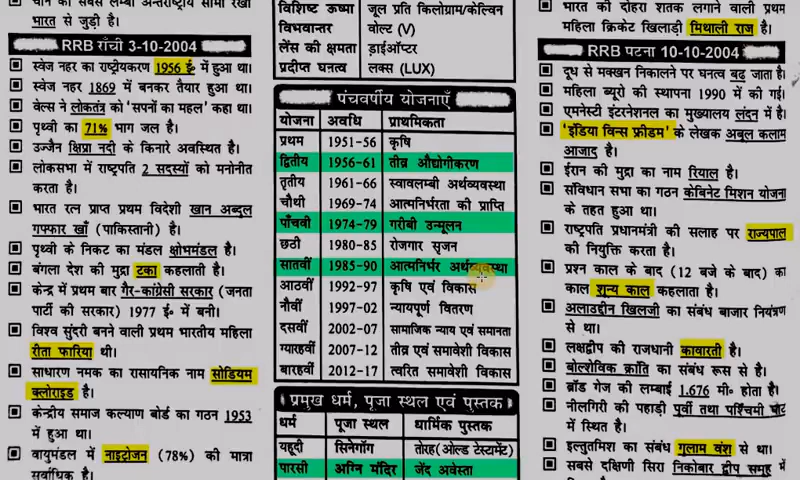 चीन की सबसे लम्बी अन्तर्राष्ट्रीय सीमा रेखा
भारत से जुड़ी है।
RRB राँची 3-10-2004
स्वेज नहर का राष्ट्रीयकरण 1956 ई० में हुआ था।
स्वेज नहर 1869 में बनकर तैयार हुआ था।
वेल्स ने लोकतंत्र को 'सपनों का महल' कहा था।
पृथ्वी का 71% भाग जल है।
उज्जैन क्षिप्रा नदी के किनारे अवस्थित है।
लोकसभा में राष्ट्रपति 2 सदस्यों को मनोनीत
करता है।
भारत रत्न प्राप्त प्रथम विदेशी खान अब्दुल
गफ्फार खाँ (पाकिस्तानी) है।
पृथ्वी के निकट का मंडल क्षोभमंडल है।
बंगला देश की मुद्रा टका कहलाती है।
केन्द्र में प्रथम बार गैर-कांग्रेसी सरकार (जनता
पार्टी की सरकार) 1977 ई० में बनी।
विश्व सुंदरी बनने वाली प्रथम भारतीय महिला
रीता फारिया थी।
साधारण नमक का रासायनिक नाम सोडियम
क्लोराइड है।
केन्द्रीय समाज कल्याण बोर्ड का गठन 1953
में हुआ था।
वायुमंडल में नाइट्रोजन (78%) की मात्रा
सर्वाधिक है।
विशिष्ट ऊष्मा जूल प्रति किलोग्राम/केल्विन
विभवान्तर वोल्ट (V)
लेंस की क्षमता ड्राईऑप्टर
प्रदीप्त घनत्व लक्स (LUX)
पंचवर्षीय योजनाएँ
योजना अवधि प्राथमिकता
प्रथम 1951-56 कृषि
द्वितीय 1956-61 तीव्र औद्योगीकरण
तृतीय 1961-66 स्वावलम्बी अर्थव्यवस्था
चौथी 1969-74 आत्मनिर्भरता की प्राप्ति
पाँचवी 1974-79 गरीबी उन्मूलन
छठी 1980-85 रोजगार सृजन
सातवीं 1985-90 आत्मनिर्भर अर्थव्यवस्था
आठवीं 1992-97 कृषि एवं विकास
नौवीं 1997-02 न्यायपूर्ण वितरण
दसवीं 2002-07 सामाजिक न्याय एवं समानता
ग्यारहवीं 2007-12 तीव्र एवं समावेशी विकास
बारहवीं 2012-17 त्वरित समावेशी विकास
प्रमुख धर्म, पूजा स्थल एवं पुस्तक
धर्म पूजा स्थल धार्मिक पुस्तक
यहूदी सिनेगॉग तोरह(ओल्ड टेस्टामेंट)
पारसी अग्नि मंदिर जेंद अवेस्ता
भारत की दोहरा शतक लगाने वाली प्रथम
महिला क्रिकेट खिलाड़ी मिथाली राज है।
RRB पटना 10-10-2004
दूध से मक्खन निकालने पर घनत्व बढ़ जाता है।
महिला ब्यूरो की स्थापना 1990 में की गई।
एमनेस्टी इंटरनेशनल का मुख्यालय लंदन में है।
'इंडिया विन्स फ्रीडम' के लेखक अबुल कलाम
आजाद है।
ईरान की मुद्रा का नाम रियाल है।
संविधान सभा का गठन केबिनेट मिशन योजना
के तहत हुआ था।
राष्ट्रपति प्रधानमंत्री की सलाह पर राज्यपाल
की नियुक्ति करता है।
प्रश्न काल के बाद (12 बजे के बाद) का
काल शून्य काल कहलाता है।
अलाउद्दीन खिलजी का संबंध बाजार नियंत्रण
से था।
लक्षद्वीप की राजधानी कावारती है।
बोल्शेविक क्रांति का संबंध रूस से है।
ब्रॉड गेज की लम्बाई 1.676 मी० होता है।
नीलगिरी की पहाड़ी पूर्वी तथा पश्चिमी घाट
में स्थित है।
इल्तुतमिश का संबंध गुलाम वंश से था।
सबसे दक्षिणी सिरा निकोबार द्वीप समूह में